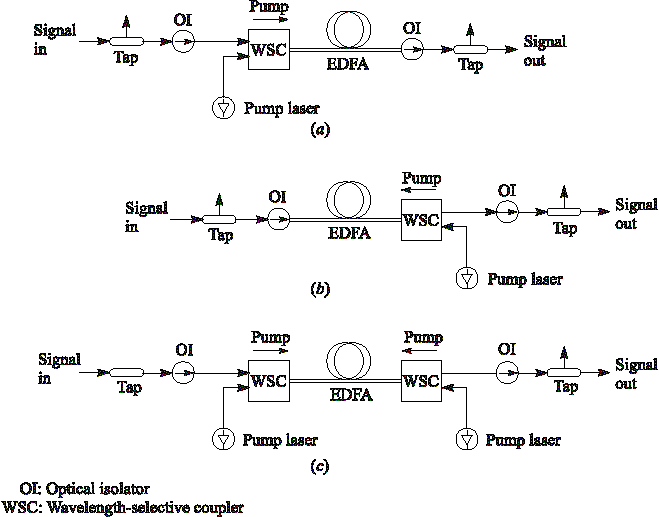 Pump
OI
OI
Signal in
WSC
Signal out
Tap
EDFA
Tap
Pump laser
(a)
Pump
OI
OI
Signal in
WSC
Signal out
Tap
EDFA
Tap
Pump laser
(b)
Pump
Pump
OI
OI
Signal in
WSC
WSC
Signal out
Tap
EDFA
Tap
Pump laser
Pump laser
(c)
OI: Optical isolator
WSC: Wavelength-selective coupler